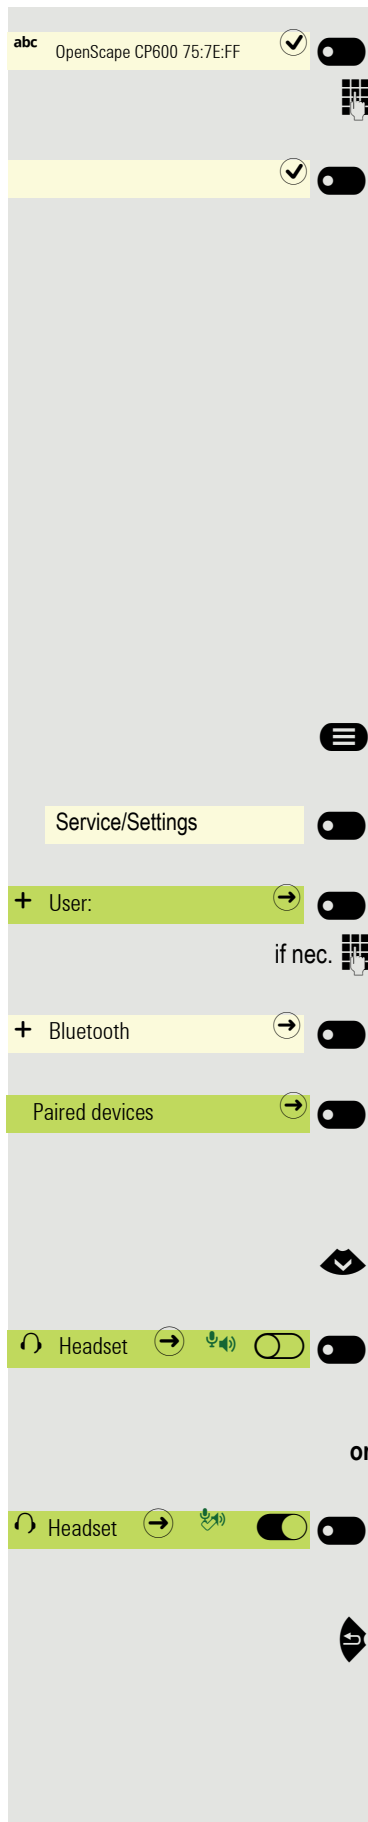 abc OpenScape CP600 75:7E:FF
Service/Settings
+ User:
if nec.
+ Bluetooth
Paired devices
Headset
or
Headset